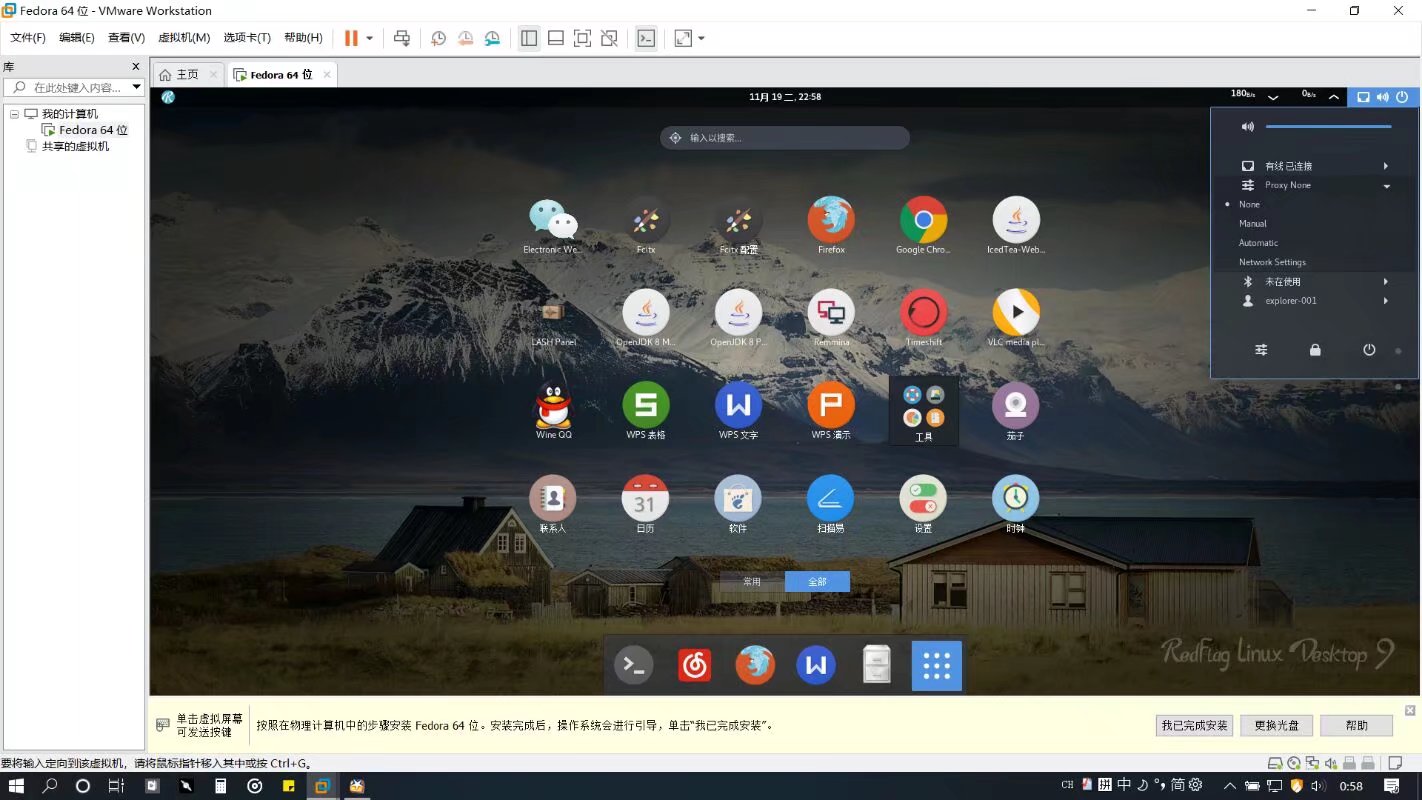 Fedora 64 位 - VMware Workstation
文件(F) 编辑(E) 查看(V) 虚拟机(M) 选项卡(T) 帮助(H)
库
在此处键入内容...
我的计算机
Fedora 64 位
共享的虚拟机
主页 Fedora 64 位
11月 19 二, 22:58
180B/s 0B/s
输入以搜索...
有线 已连接
Proxy None
None
Manual
Automatic
Network Settings
未在使用
explorer-001
Electronic We... Fcitx Fcitx 配置 Firefox Google Chro... IcedTea-Web...
LASH Panel OpenJDK 8 M... OpenJDK 8 P... Remmina Timeshift VLC media pl...
Wine QQ WPS 表格 WPS 文字 WPS 演示 工具 茄子
31
联系人 日历 软件 扫描易 设置 时钟
常用 全部
RedFlag Linux Desktop 9
单击虚拟屏幕
可发送按键
按照在物理计算机中的步骤安装 Fedora 64 位。安装完成后，操作系统会进行引导，单击“我已完成安装”。
我已完成安装 更换光盘 帮助
要将输入定向到该虚拟机，请将鼠标指针移入其中或按 Ctrl+G。
CH 拼 中 简 0:58